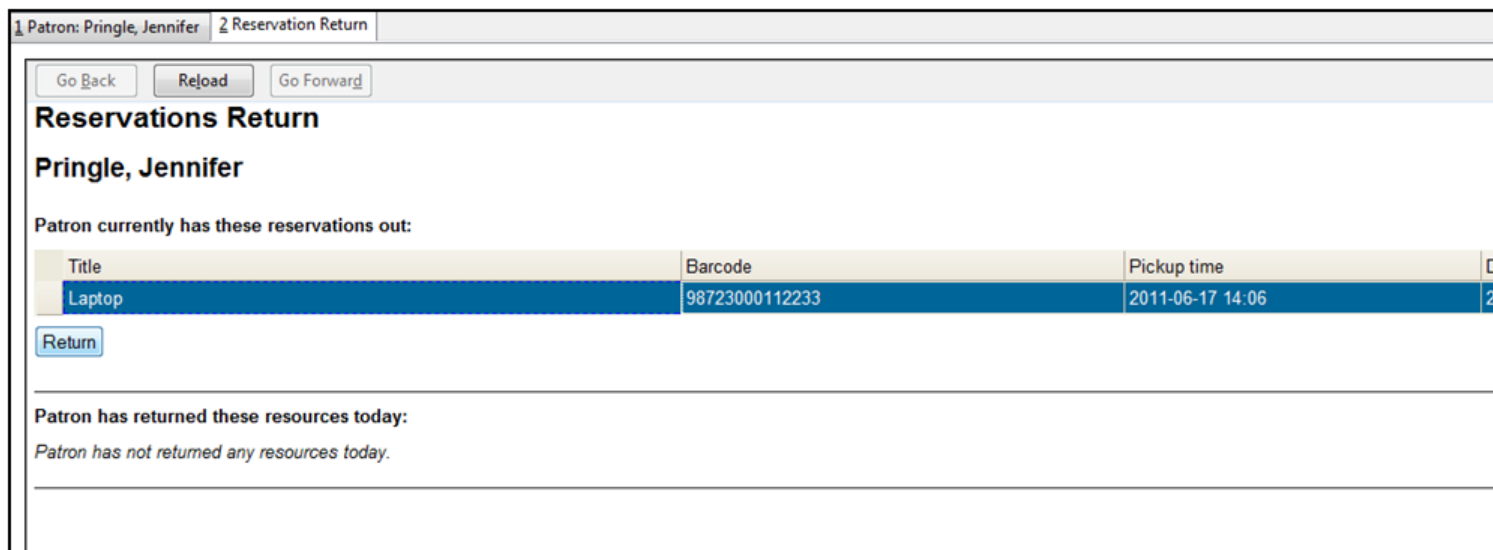 1 Patron: Pringle, Jennifer 2 Reservation Return
Go Back Reload Go Forward
Reservations Return
Pringle, Jennifer
Patron currently has these reservations out:
Title Barcode Pickup time
Laptop 98723000112233 2011-06-17 14:06 2
Return
Patron has returned these resources today:
Patron has not returned any resources today.